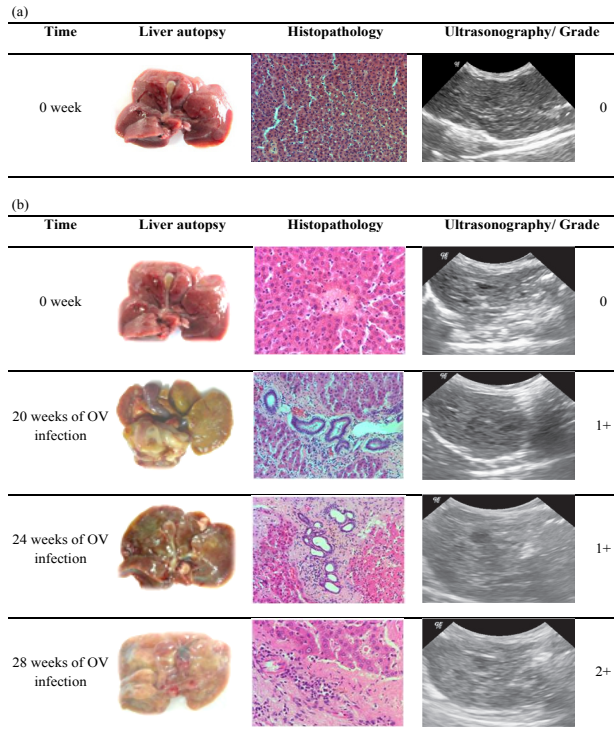 (a)
Time Liver autopsy Histopathology Ultrasonography/ Grade
0 week 0
(b)
Time Liver autopsy Histopathology Ultrasonography/ Grade
0 week 0
20 weeks of OV
infection 1+
24 weeks of OV
infection 1+
28 weeks of OV
infection 2+